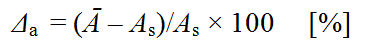 Δa = (Ā – As)/As × 100 [%]